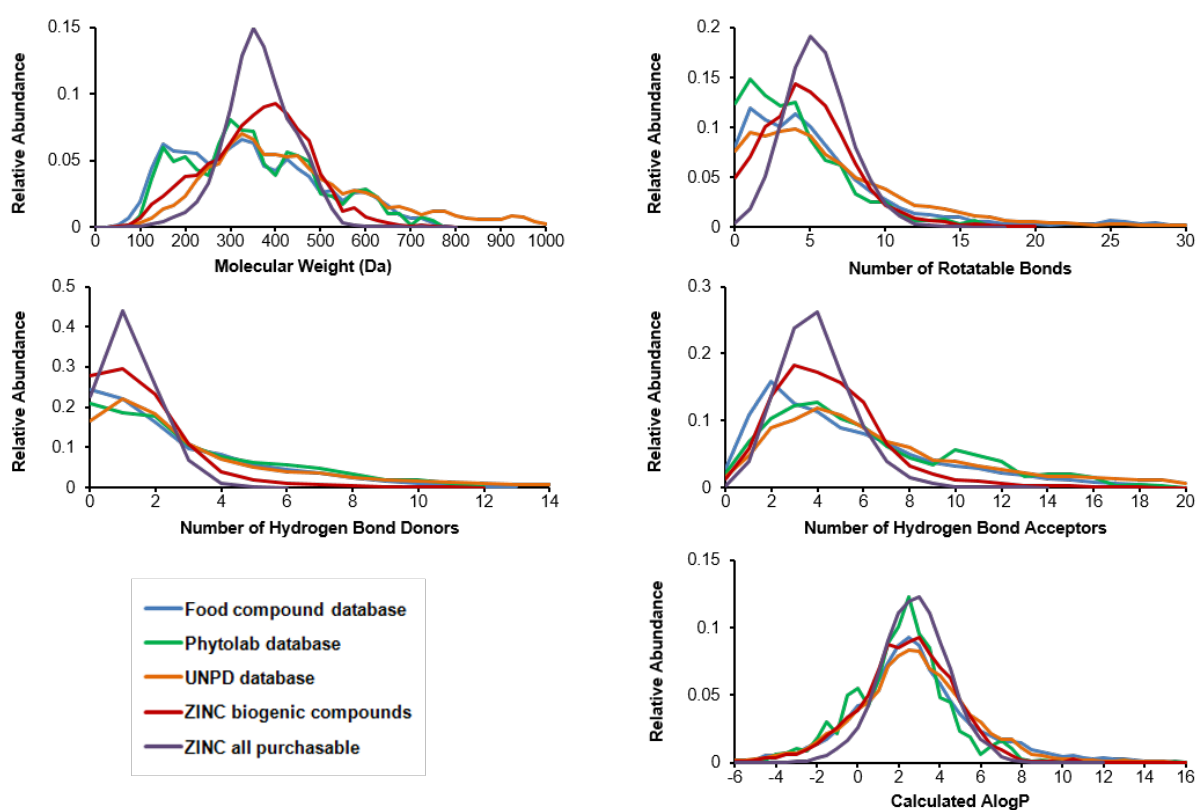 0.15
0.1
0.05
0
Relative Abundance
0 100 200 300 400 500 600 700 800 900 1000
Molecular Weight (Da)
0.2
0.15
0.1
0.05
0
Relative Abundance
0 5 10 15 20 25 30
Number of Rotatable Bonds
0.5
0.4
0.3
0.2
0.1
0
Relative Abundance
0 2 4 6 8 10 12 14
Number of Hydrogen Bond Donors
0.3
0.2
0.1
0
Relative Abundance
0 2 4 6 8 10 12 14 16 18 20
Number of Hydrogen Bond Acceptors
Food compound database
Phytolab database
UNPD database
ZINC biogenic compounds
ZINC all purchasable
0.15
0.1
0.05
0
Relative Abundance
-6 -4 -2 0 2 4 6 8 10 12 14 16
Calculated AlogP